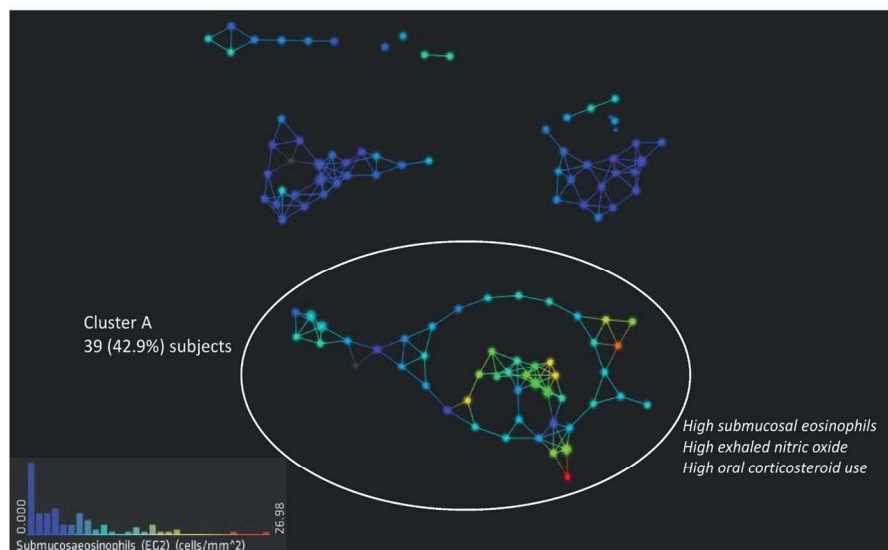 Cluster A
39 (42.9%) subjects
High submucosal eosinophils
High exhaled nitric oxide
High oral corticosteroid use
0.000
26.98
Submucosaeosinophils (EG2) (cells/mm^2)